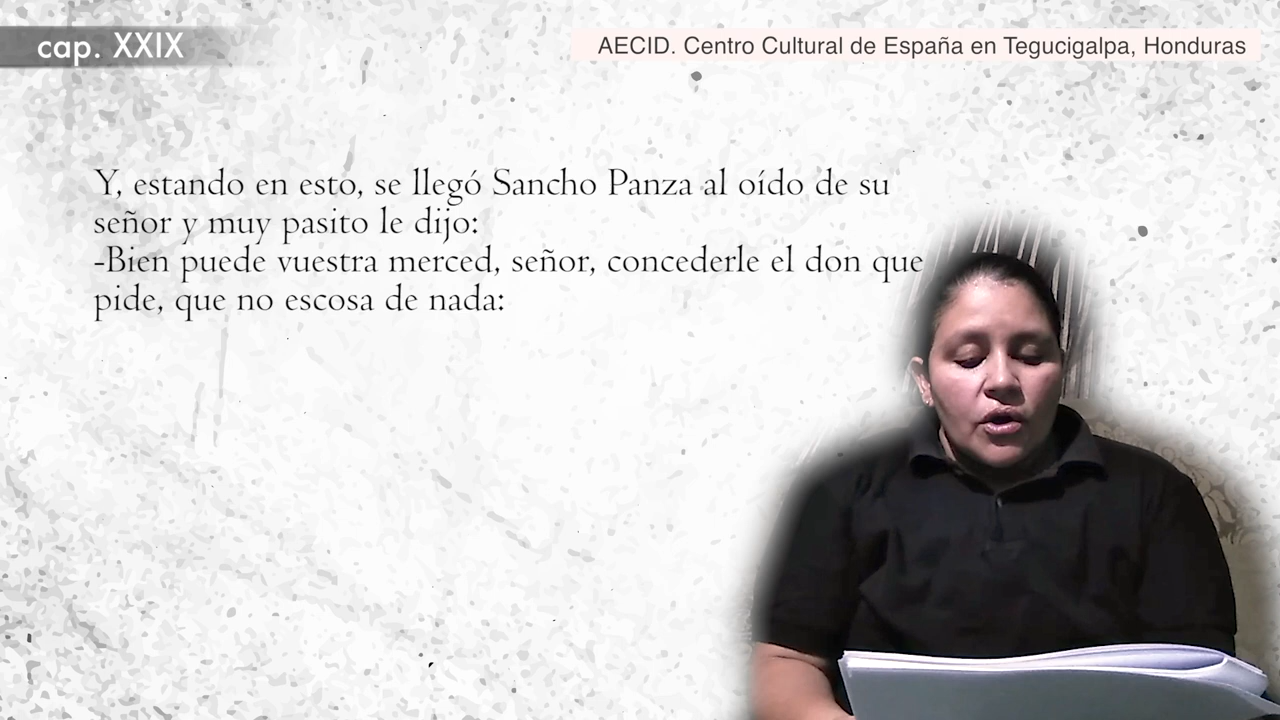 cap. XXIX
AECID. Centro Cultural de España en Tegucigalpa, Honduras
Y, estando en esto, se llegó Sancho Panza al oído de su
señor y muy pasito le dijo:
-Bien puede vuestra merced, señor, concederle el don que
pide, que no escosa de nada: